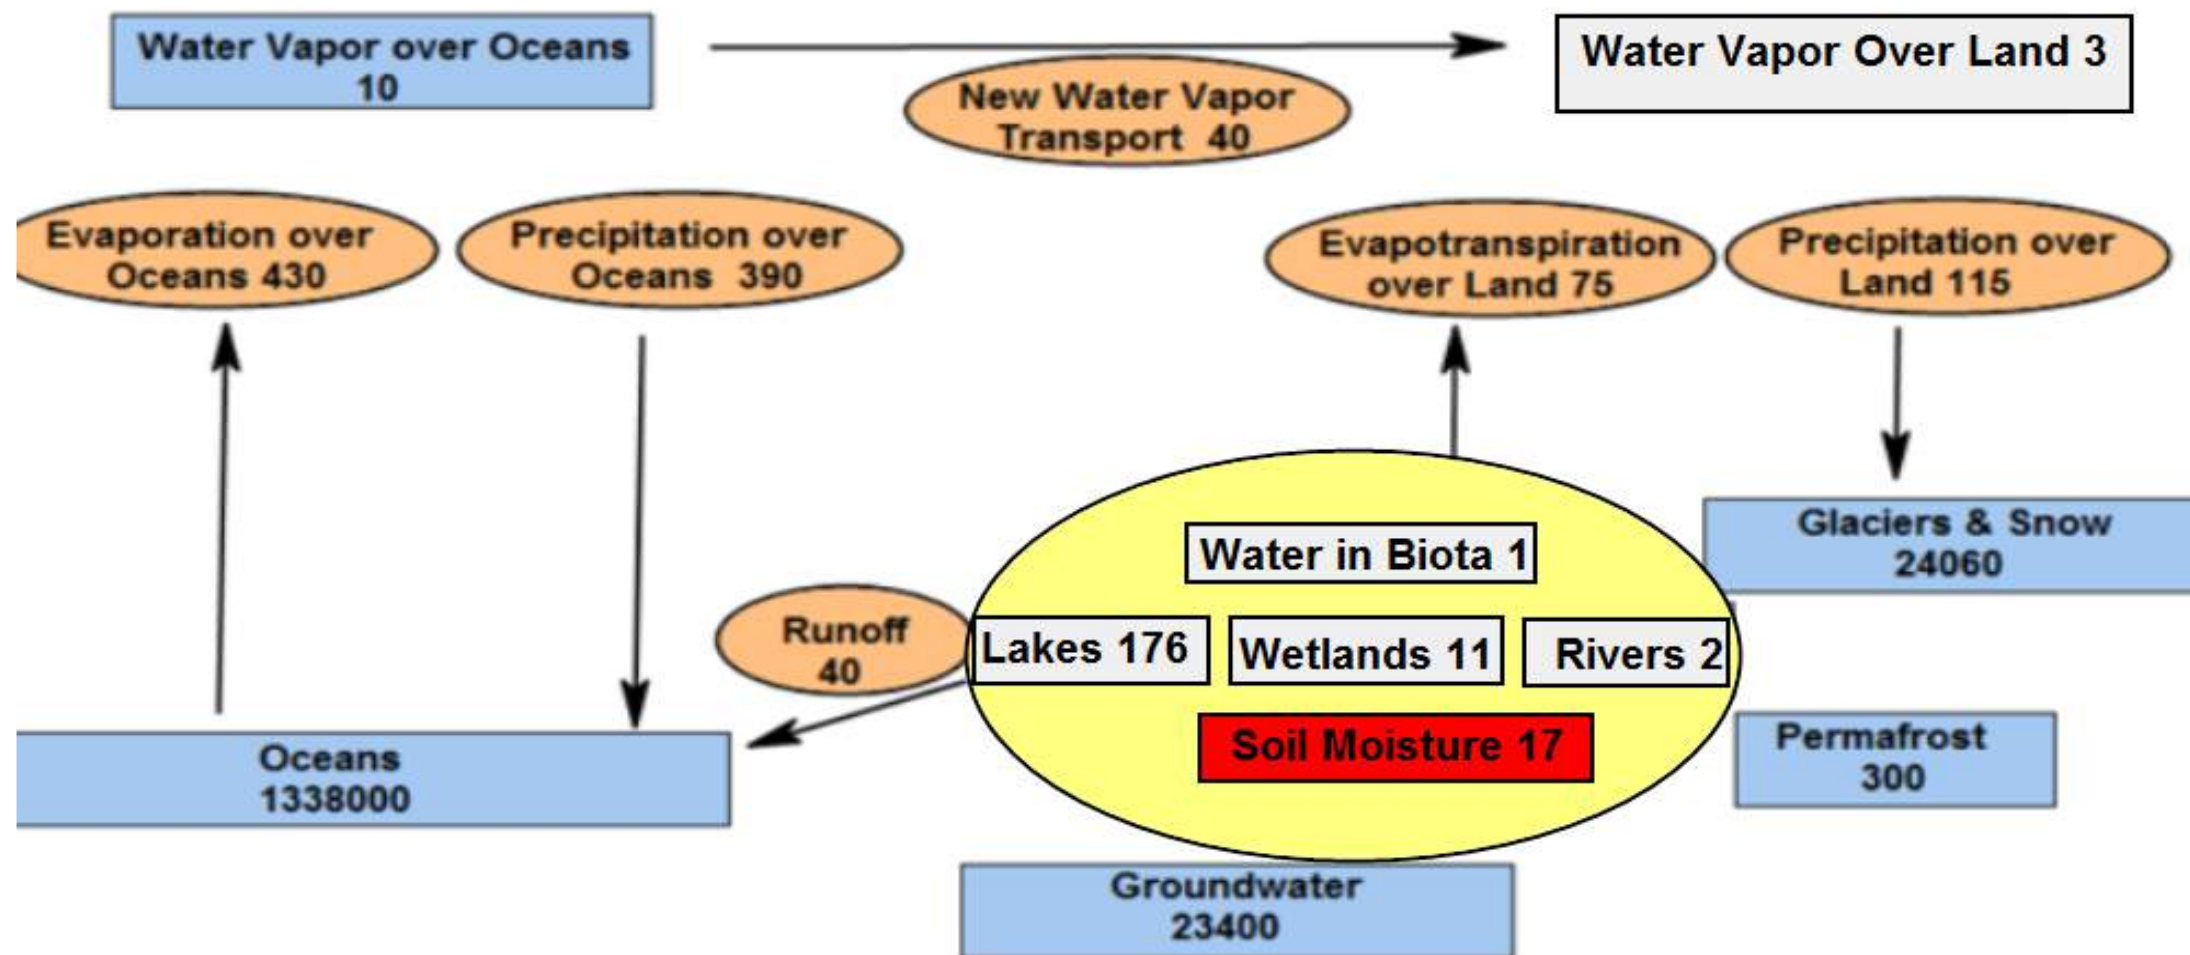 Water Vapor over Oceans
10
New Water Vapor
Transport 40
Water Vapor Over Land 3
Evaporation over
Oceans 430
Precipitation over
Oceans 390
Evapotranspiration
over Land 75
Precipitation over
Land 115
Glaciers & Snow
24060
Water in Biota 1
Runoff
40
Lakes 176
Wetlands 11
Rivers 2
Soil Moisture 17
Permafrost
300
Oceans
1338000
Groundwater
23400